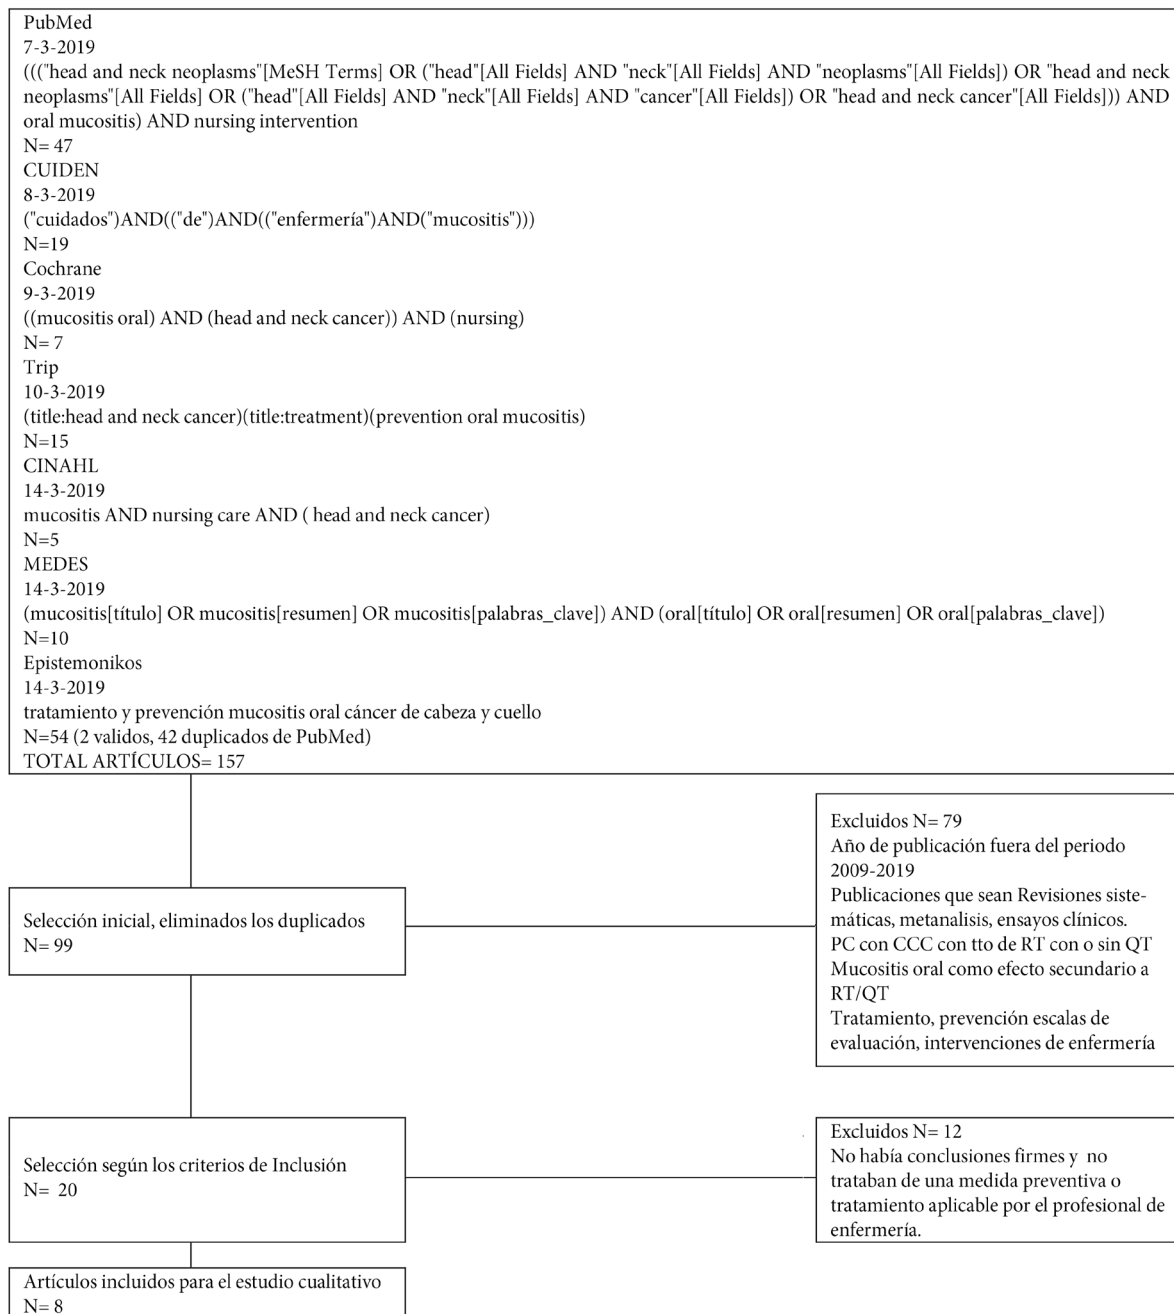 PubMed
7-3-2019
((("head and neck neoplasms"[MeSH Terms] OR ("head"[All Fields] AND "neck"[All Fields] AND "neoplasms"[All Fields]) OR "head and neck
neoplasms"[All Fields] OR ("head"[All Fields] AND "neck"[All Fields] AND "cancer"[All Fields]) OR "head and neck cancer"[All Fields])) AND
oral mucositis) AND nursing intervention
N= 47
CUIDEN
8-3-2019
("cuidados")AND(("de")AND(("enfermería")AND("mucositis")))
N=19
Cochrane
9-3-2019
((mucositis oral) AND (head and neck cancer)) AND (nursing)
N= 7
Trip
10-3-2019
(title:head and neck cancer)(title:treatment)(prevention oral mucositis)
N=15
CINAHL
14-3-2019
mucositis AND nursing care AND ( head and neck cancer)
N=5
MEDES
14-3-2019
(mucositis[título] OR mucositis[resumen] OR mucositis[palabras_clave]) AND (oral[título] OR oral[resumen] OR oral[palabras_clave])
N=10
Epistemonikos
14-3-2019
tratamiento y prevención mucositis oral cáncer de cabeza y cuello
N=54 (2 validos, 42 duplicados de PubMed)
TOTAL ARTÍCULOS= 157
Selección inicial, eliminados los duplicados
N= 99
Excluidos N= 79
Año de publicación fuera del periodo
2009-2019
Publicaciones que sean Revisiones siste-
máticas, metanalisis, ensayos clínicos.
PC con CCC con tto de RT con o sin QT
Mucositis oral como efecto secundario a
RT/QT
Tratamiento, prevención escalas de
evaluación, intervenciones de enfermería
Selección según los criterios de Inclusión
N= 20
Excluidos N= 12
No había conclusiones firmes y no
trataban de una medida preventiva o
tratamiento aplicable por el profesional de
enfermería.
Artículos incluidos para el estudio cualitativo
N= 8